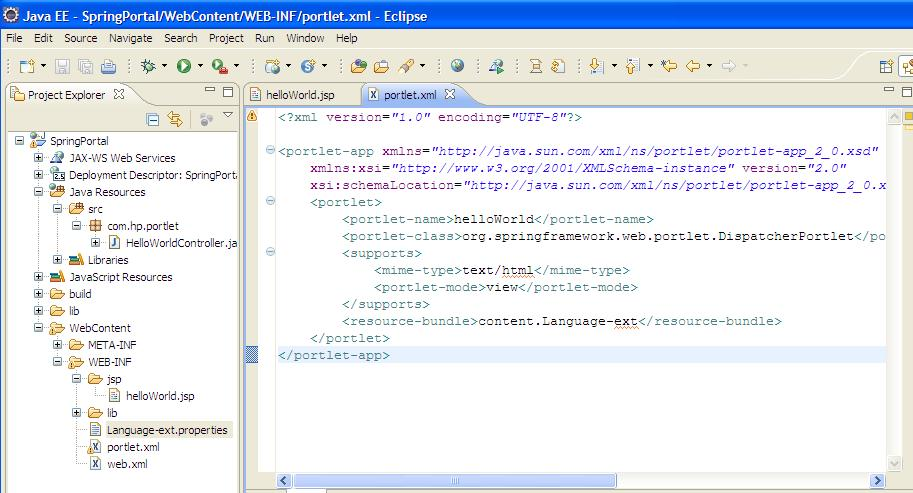 Java EE - SpringPortal/WebContent/WEB-INF/portlet.xml - Eclipse
File Edit Source Navigate Search Project Run Window Help
Project Explorer
helloWorld.jsp
portlet.xml
SpringPortal
JAX-WS Web Services
Deployment Descriptor: SpringPorta
Java Resources
src
com.hp.portlet
HelloWorldController.ja
Libraries
JavaScript Resources
build
lib
WebContent
META-INF
WEB-INF
jsp
helloWorld.jsp
lib
Language-ext.properties
portlet.xml
web.xml
<?xml version="1.0" encoding="UTF-8"?>
<portlet-app xmlns="http://java.sun.com/xml/ns/portlet/portlet-app_2_0.xsd"
xmlns:xsi="http://www.w3.org/2001/XMLSchema-instance" version="2.0"
xsi:schemaLocation="http://java.sun.com/xml/ns/portlet/portlet-app_2_0.x
<portlet>
<portlet-name>helloWorld</portlet-name>
<portlet-class>org.springframework.web.portlet.DispatcherPortlet</po
<supports>
<mime-type>text/html</mime-type>
<portlet-mode>view</portlet-mode>
</supports>
<resource-bundle>content.Language-ext</resource-bundle>
</portlet>
</portlet-app>